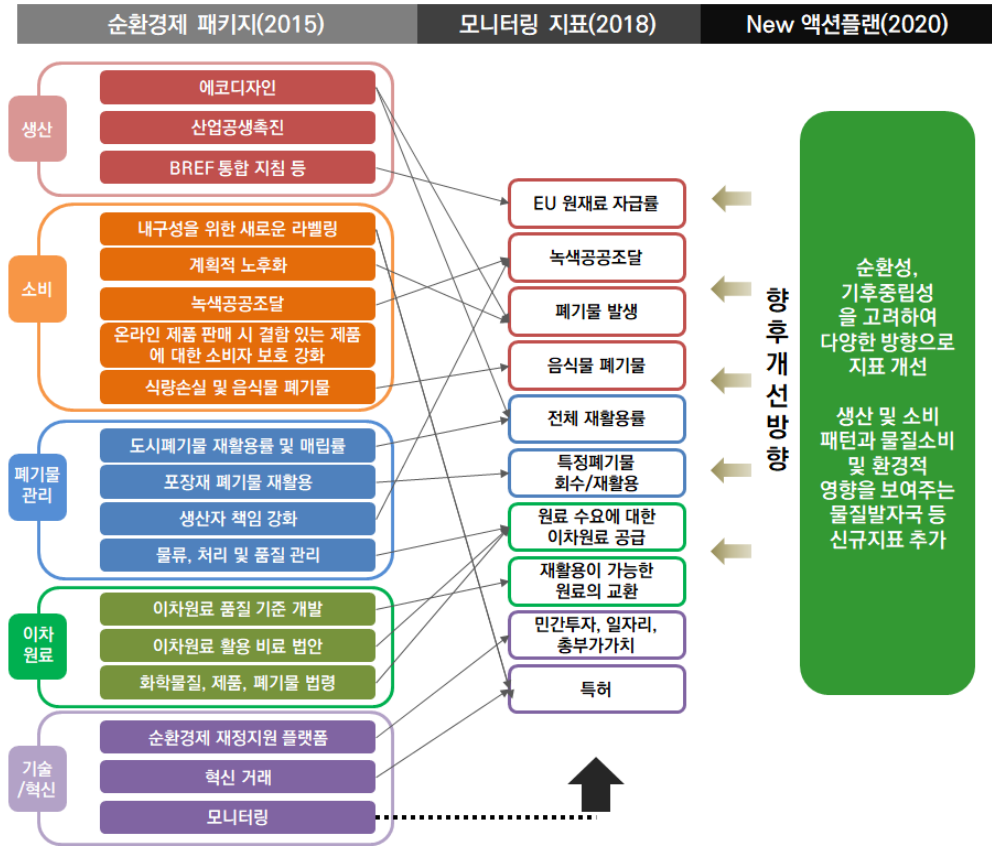 순환경제 패키지(2015)
모니터링 지표(2018)
New 액션플랜(2020)
생산
에코디자인
산업공생촉진
BREF 통합 지침 등
소비
내구성을 위한 새로운 라벨링
계획적 노후화
녹색공공조달
온라인 제품 판매 시 결함 있는 제품
에 대한 소비자 보호 강화
식량손실 및 음식물 폐기물
폐기물
관리
도시폐기물 재활용률 및 매립률
포장재 폐기물 재활용
생산자 책임 강화
물류, 처리 및 품질 관리
이차
원료
이차원료 품질 기준 개발
이차원료 활용 비료 법안
화학물질, 제품, 폐기물 법령
기술
/혁신
순환경제 재정지원 플랫폼
혁신 거래
모니터링
EU 원재료 자급률
녹색공공조달
폐기물 발생
음식물 폐기물
전체 재활용률
특정폐기물
회수/재활용
원료 수요에 대한
이차원료 공급
재활용이 가능한
원료의 교환
민간투자, 일자리,
총부가가치
특허
향
후
개
선
방
향
순환성,
기후중립성
을 고려하여
다양한 방향으로
지표 개선
생산 및 소비
패턴과 물질소비
및 환경적
영향을 보여주는
물질발자국 등
신규지표 추가